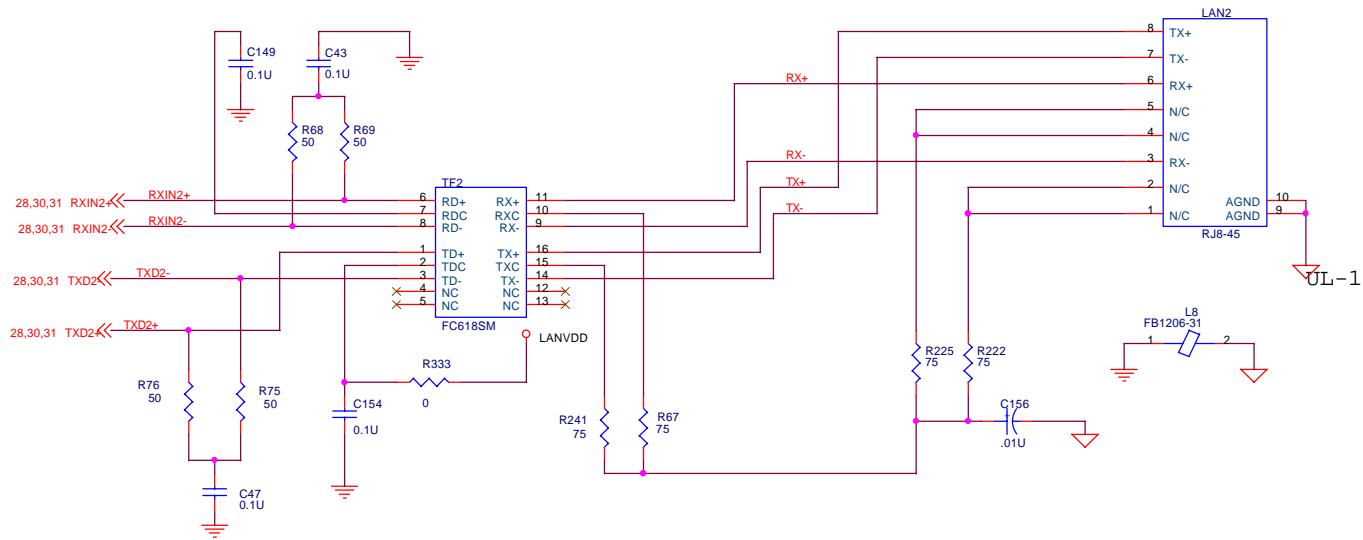 LAN2
8 TX+
7 TX-
6 RX+
5 N/C
4 N/C
3 RX-
2 N/C
1 N/C
AGND 10
AGND 9
RJ8-45
UL-1
C149
0.1U
C43
0.1U
R68
50
R69
50
RX+
RX-
TX+
TX-
28,30,31 RXIN2+ RXIN2+
28,30,31 RXIN2- RXIN2-
28,30,31 TXD2- TXD2-
28,30,31 TXD2+ TXD2+
TF2
6 RD+ RX+ 11
7 RDC RXC 10
8 RD- RX- 9
1 TD+ TX+ 16
2 TDC TXC 15
3 TD- TX- 14
4 NC NC 12
5 NC NC 13
FC618SM
LANVDD
L8
FB1206-31
1 2
R225
75
R222
75
R333
0
R76
50
R75
50
C154
0.1U
R241
75
R67
75
C156
+
.01U
C47
0.1U